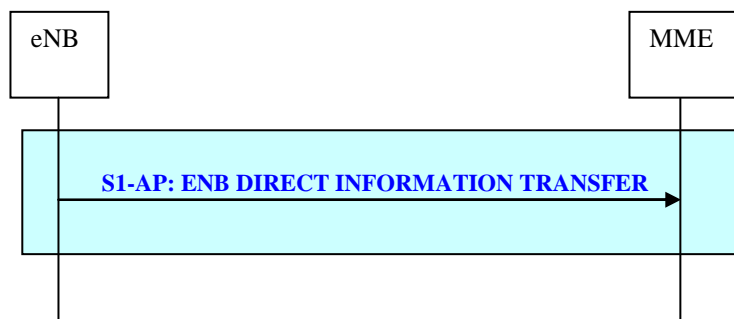 eNB
MME
S1-AP: ENB DIRECT INFORMATION TRANSFER